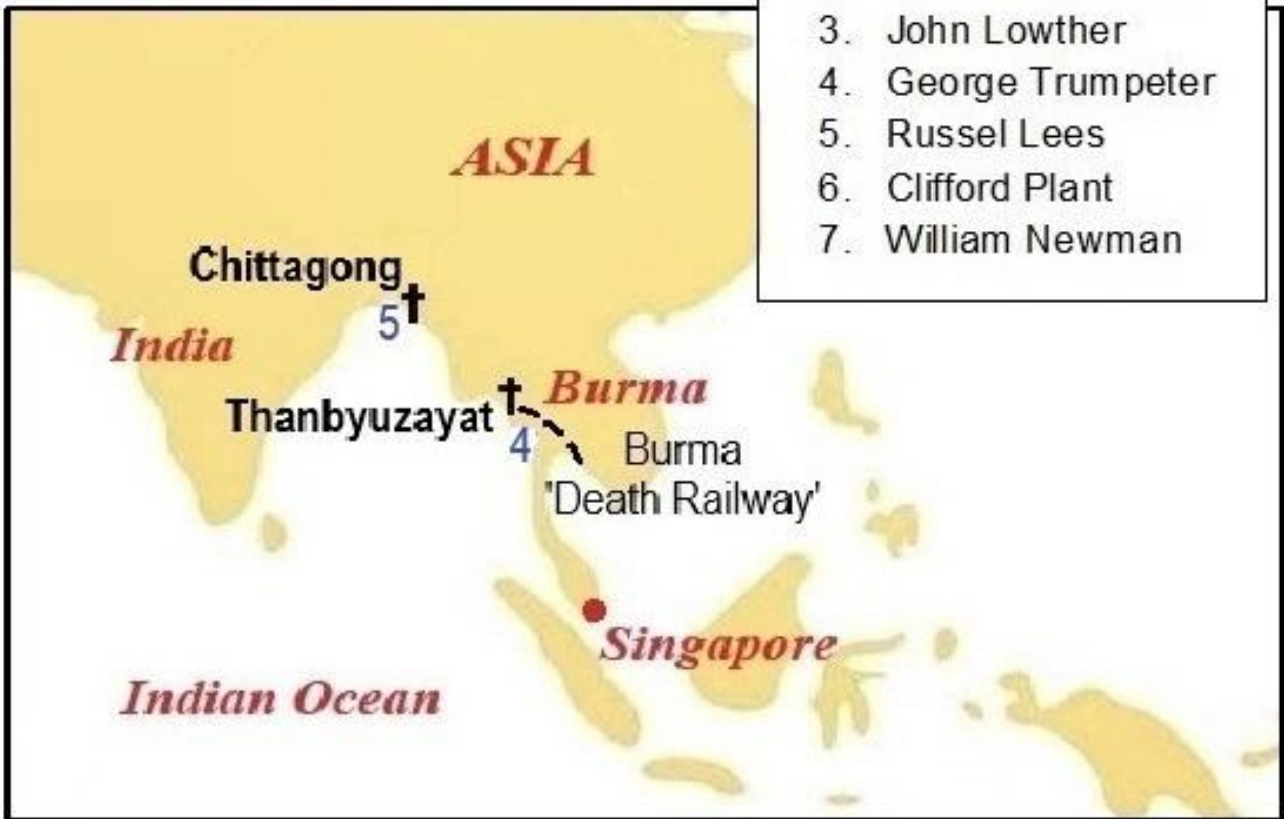 3. John Lowther
4. George Trumpeter
5. Russel Lees
6. Clifford Plant
7. William Newman
ASIA
Chittagong
5
India
Burma
Thanbyuzayat
4
Burma
'Death Railway'
Singapore
Indian Ocean